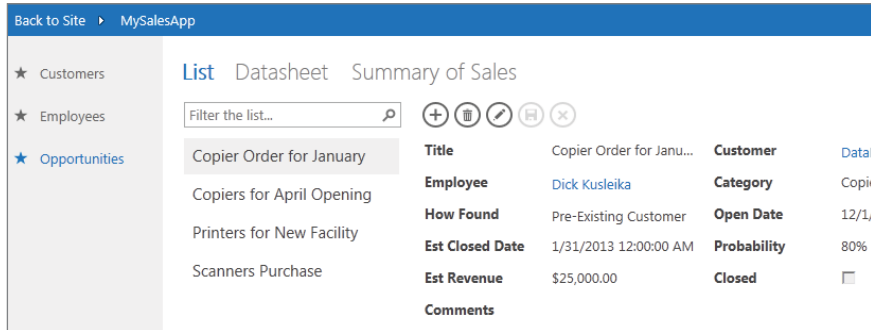 Back to Site MySalesApp
Customers
Employees
Opportunities
List Datasheet Summary of Sales
Filter the list...
Copier Order for January
Copiers for April Opening
Printers for New Facility
Scanners Purchase
Title Copier Order for Janu... Customer
Employee Dick Kusleika Category
How Found Pre-Existing Customer Open Date 12/1/
Est Closed Date 1/31/2013 12:00:00 AM Probability 80%
Est Revenue $25,000.00 Closed
Comments